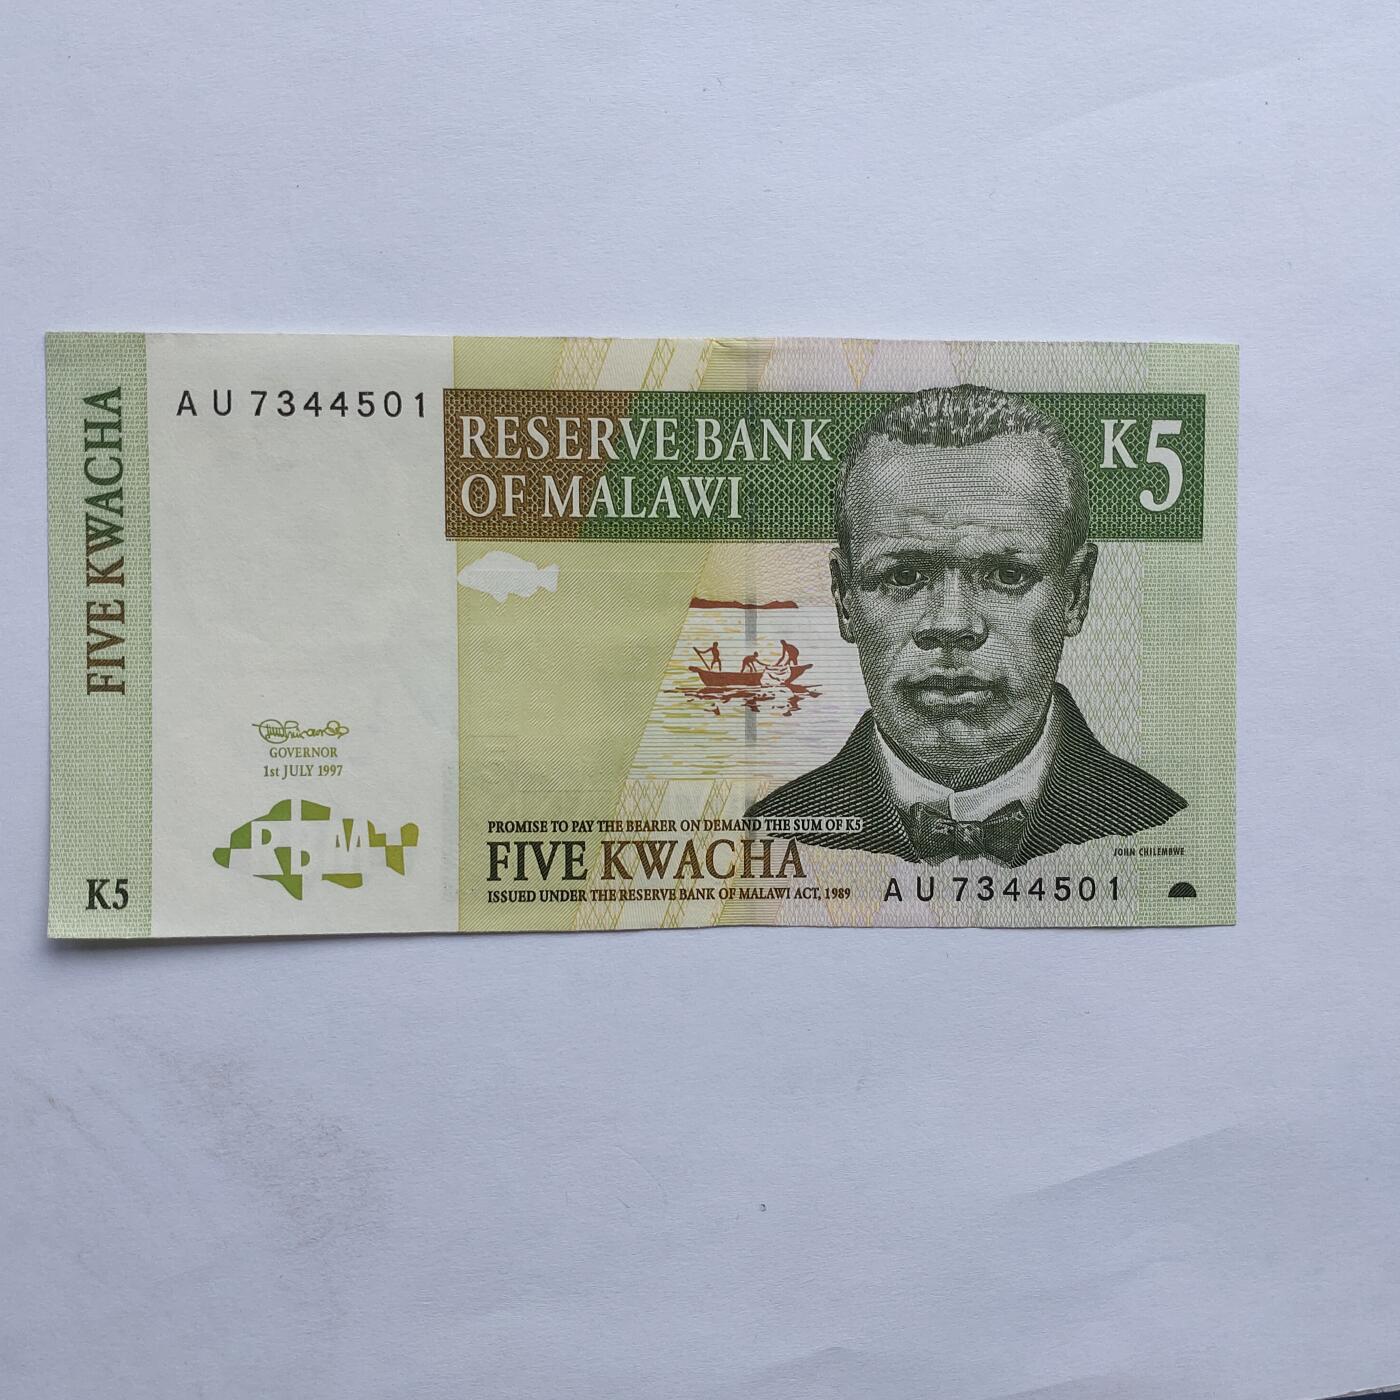 FIVE KWACHA
K5
AU 7344501
RESERVE BANK
OF MALAWI
K5
GOVERNOR
1st JULY 1997
PROMISE TO PAY THE BEARER ON DEMAND THE SUM OF K5
FIVE KWACHA
ISSUED UNDER THE RESERVE BANK OF MALAWI ACT, 1989
AU 7344501
JOHN CHILEMBWE